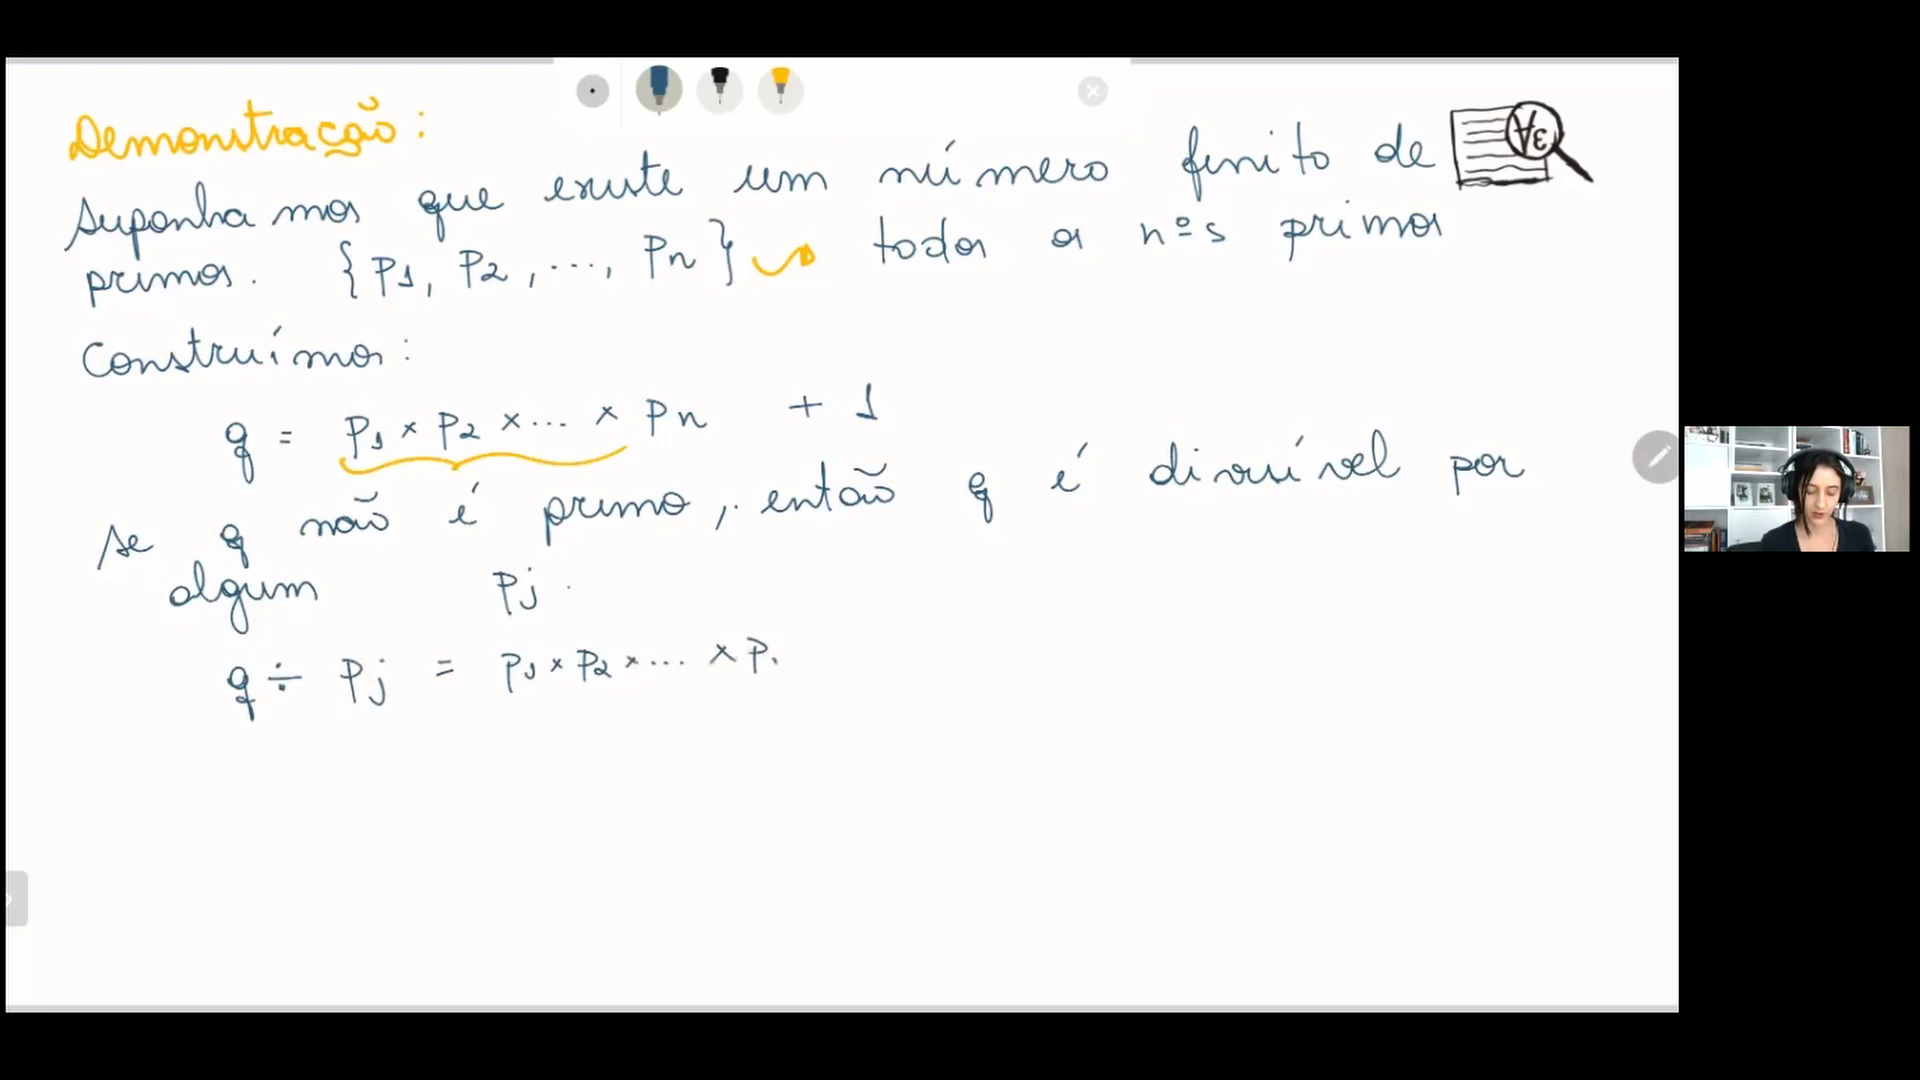 Demonstração:
Suponhamos que existe um número finito de
primos. {p1, p2, ..., pn} todos os nºs primos
Construímos:
q = p1 × p2 × ... × pn + 1
se q não é primo, então q é divisível por
algum pj.
q ÷ pj = p1 × p2 × ... × p
∀∃